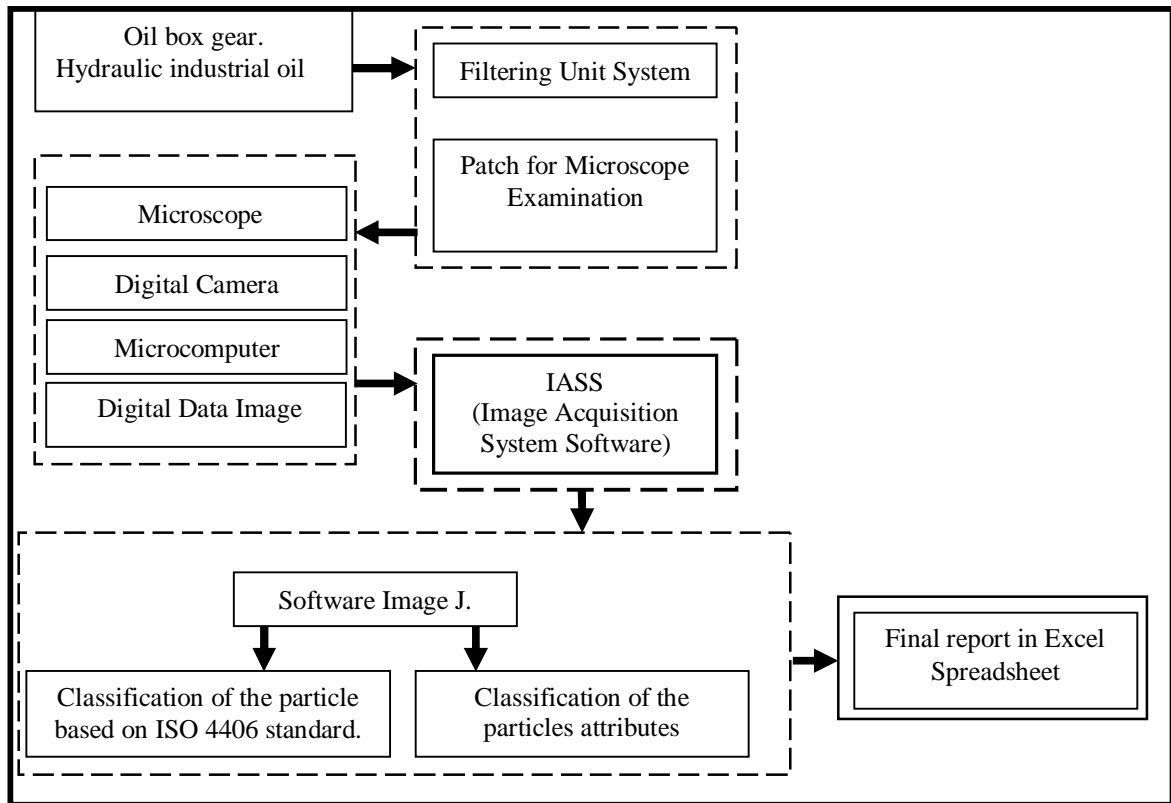 Oil box gear.
Hydraulic industrial oil
Filtering Unit System
Patch for Microscope
Examination
Microscope
Digital Camera
Microcomputer
Digital Data Image
IASS
(Image Acquisition
System Software)
Software Image J.
Classification of the particle
based on ISO 4406 standard.
Classification of the
particles attributes
Final report in Excel
Spreadsheet